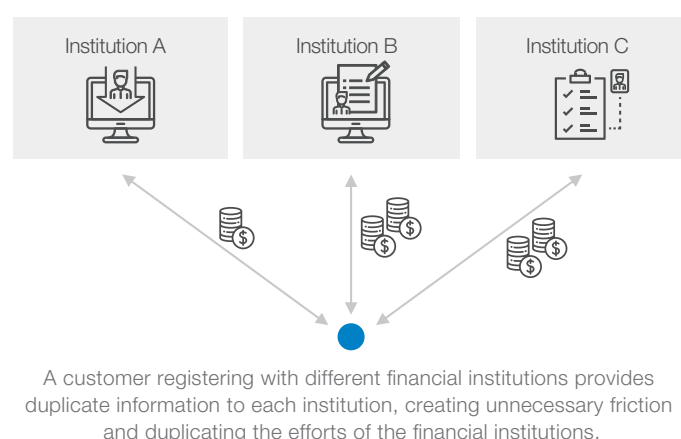 Institution A
Institution B
Institution C
$
$
$
$
$
A customer registering with different financial institutions provides
duplicate information to each institution, creating unnecessary friction
and duplicating the efforts of the financial institutions.